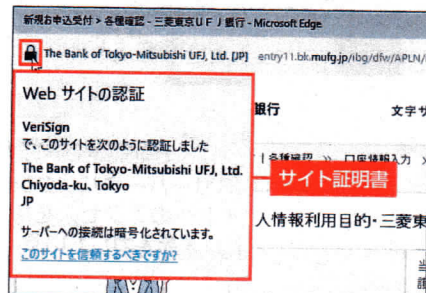 新規お申込受付 > 各種確認 - 三菱東京ＵＦＪ銀行 - Microsoft Edge
The Bank of Tokyo-Mitsubishi UFJ, Ltd. [JP] entry11.bk.mufg.jp/ibg/dfw/APLN/
Web サイトの認証
銀行
文字サ
VeriSign
で、このサイトを次のように認証しました
The Bank of Tokyo-Mitsubishi UFJ, Ltd.
Chiyoda-ku、Tokyo
JP
各種確認 » 口座情報入力 »
サイト証明書
サーバーへの接続は暗号化されています。
人情報利用目的･三菱東
このサイトを信頼するべきですか?
当